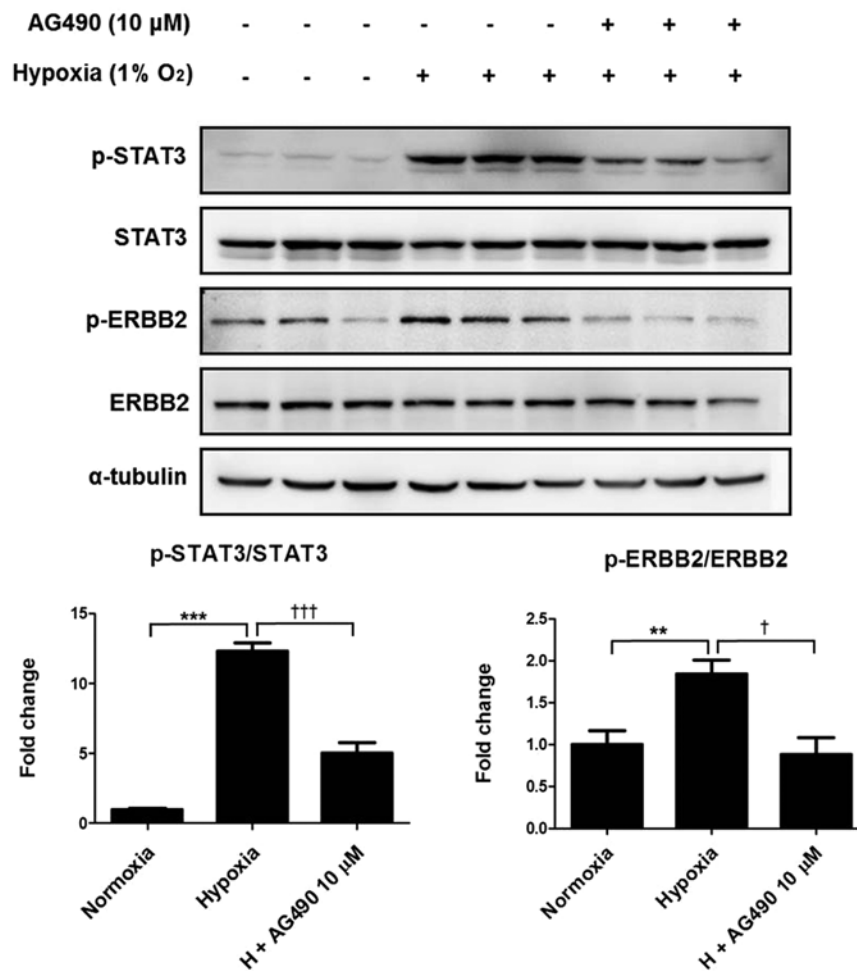 AG490 (10 µM) - - - - - - + + +
Hypoxia (1% O₂) - - - + + + + + +
p-STAT3
STAT3
p-ERBB2
ERBB2
α-tubulin
p-STAT3/STAT3
Fold change
15
10
5
0
***
†††
Normoxia
Hypoxia
H + AG490 10 µM
p-ERBB2/ERBB2
Fold change
2.5
2.0
1.5
1.0
0.5
0.0
**
†
Normoxia
Hypoxia
H + AG490 10 µM